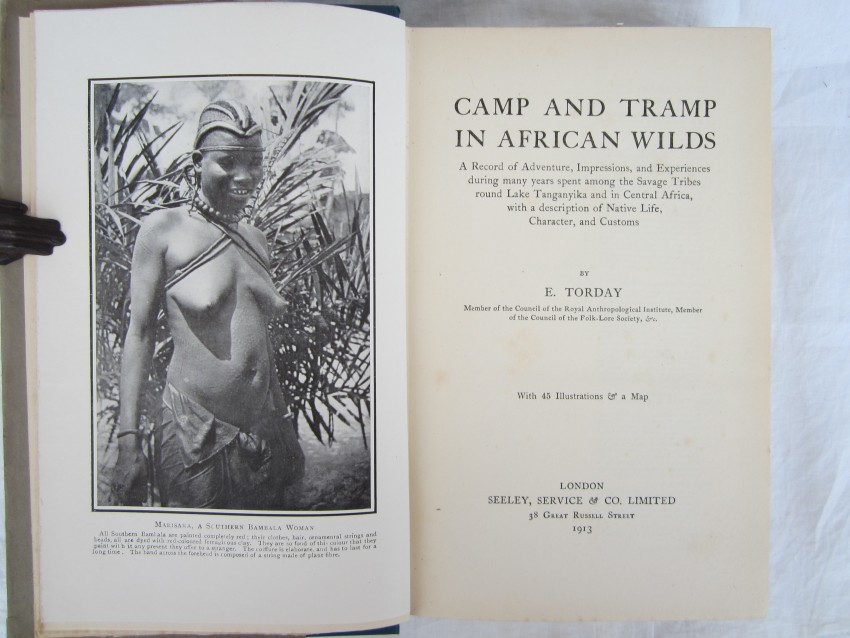 MARISANA, A SOUTHERN BAMBALA WOMAN
All Southern Bambala are painted completely red: their clothes, hair, ornamental strings and
beads, all are dyed with red-coloured ferruginous clay. They are so fond of this colour that they
paint with it any present they offer to a stranger. The coiffure is elaborate, and has to last for a
long time. The band across the forehead is composed of a string made of plant-fibre.
CAMP AND TRAMP
IN AFRICAN WILDS
A Record of Adventure, Impressions, and Experiences
during many years spent among the Savage Tribes
round Lake Tanganyika and in Central Africa,
with a description of Native Life,
Character, and Customs
BY
E. TORDAY
Member of the Council of the Royal Anthropological Institute, Member
of the Council of the Folk-Lore Society, &c.
With 45 Illustrations & a Map
LONDON
SEELEY, SERVICE & CO. LIMITED
38 GREAT RUSSELL STREET
1913